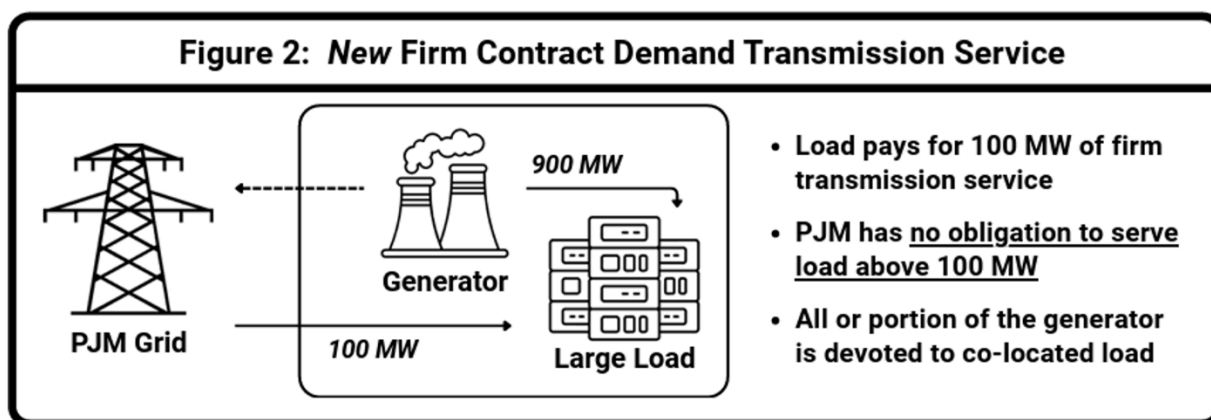 Figure 2: New Firm Contract Demand Transmission Service
900 MW
Generator
PJM Grid
100 MW
Large Load
• Load pays for 100 MW of firm
transmission service
• PJM has no obligation to serve
load above 100 MW
• All or portion of the generator
is devoted to co-located load